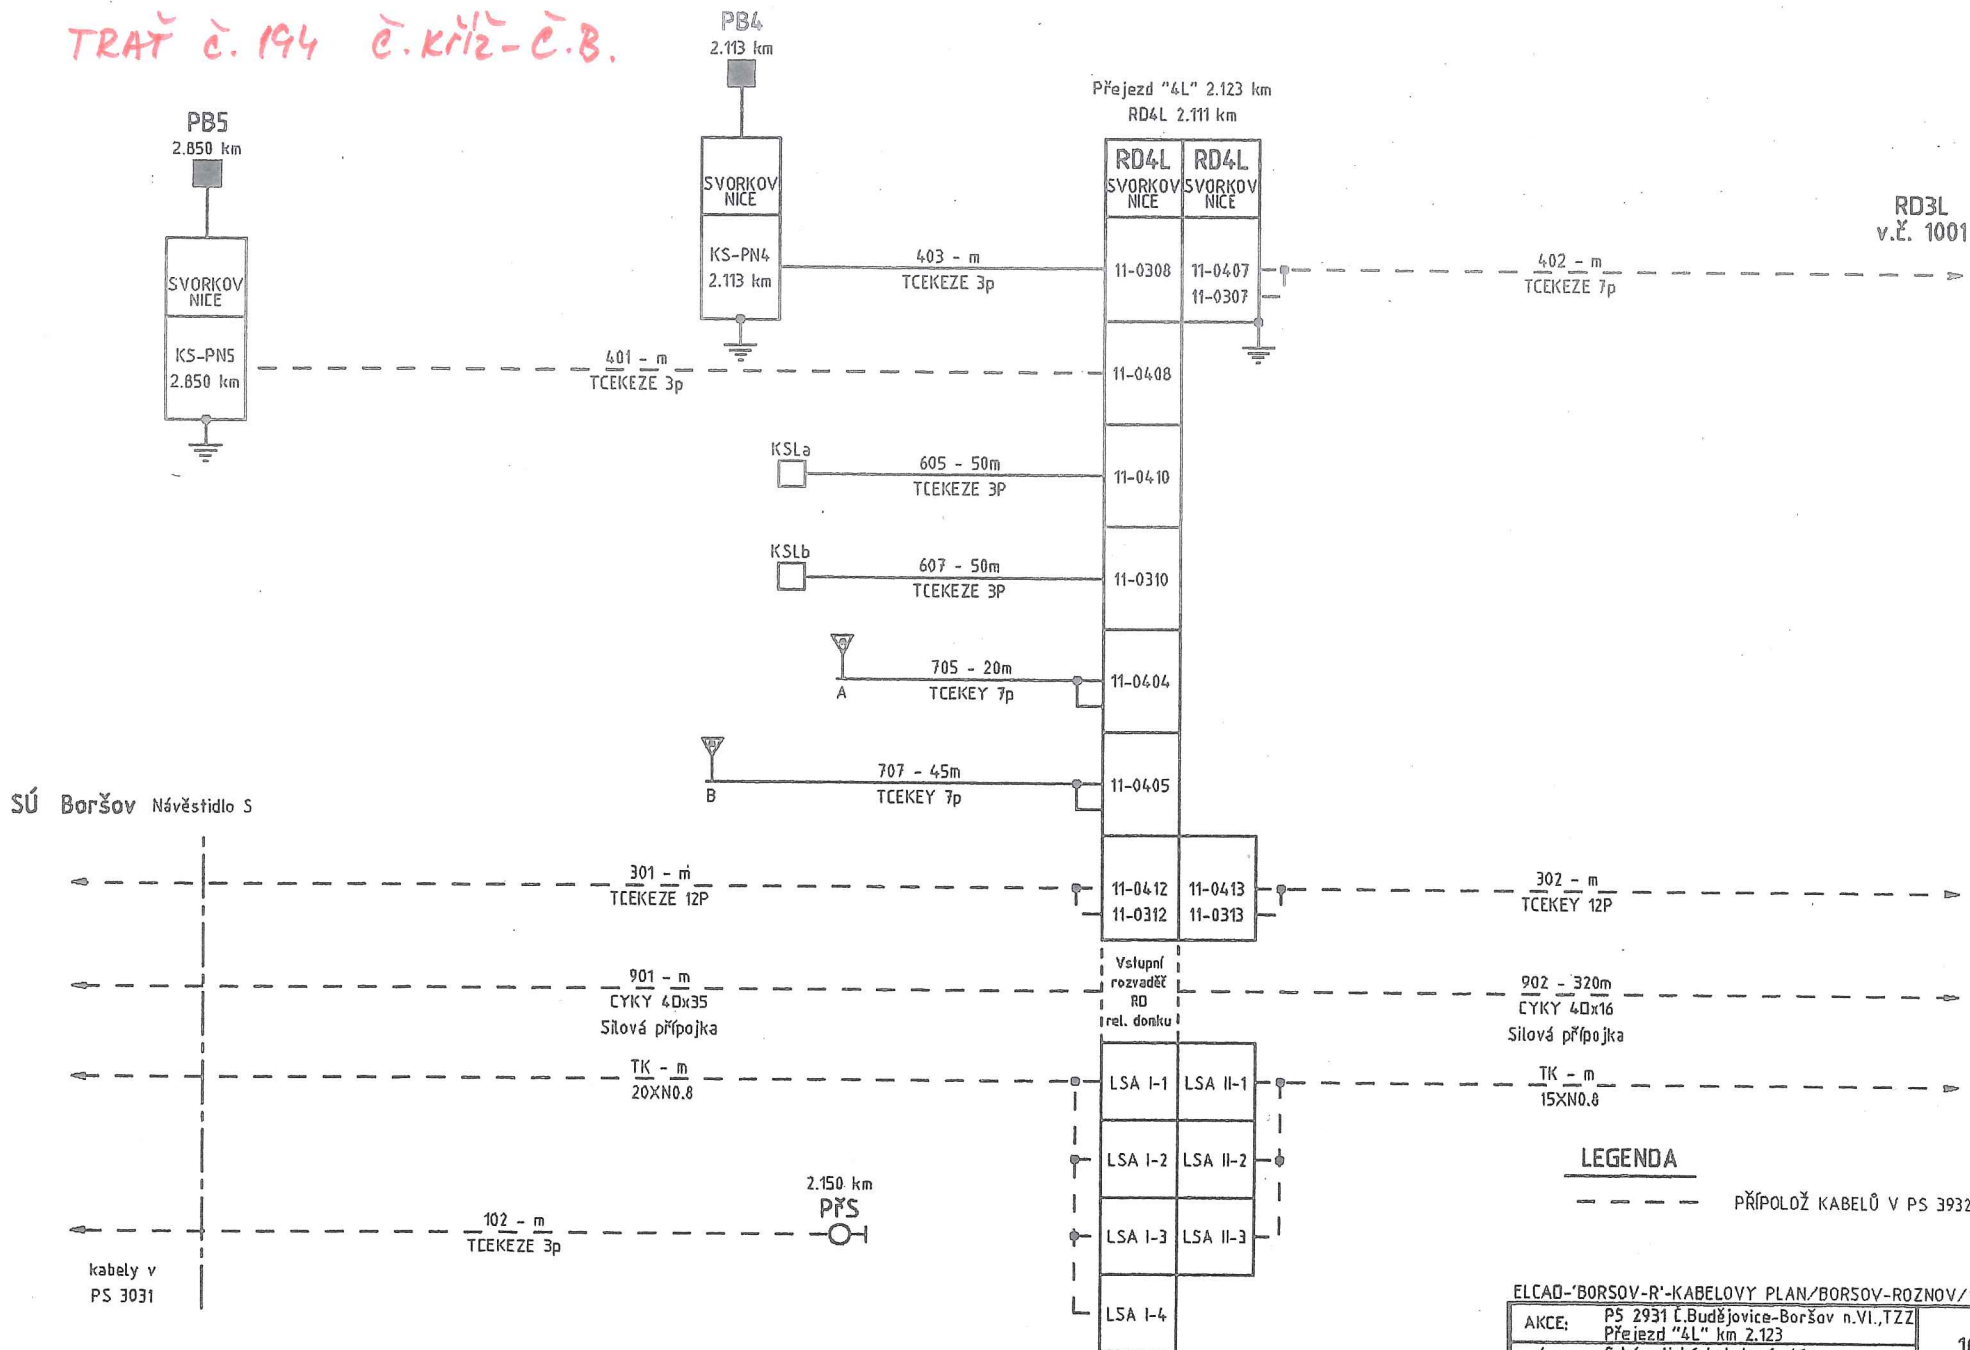 TRAŤ č. 194 Č.KŘÍŽ-Č.B.
PB4
2.113 km
PB5
2.850 km
SVORKOV
NICE
KS-PN5
2.850 km
SVORKOV
NICE
KS-PN4
2.113 km
Přejezd "4L" 2.123 km
RD4L 2.111 km
RD4L
SVORKOV
NICE
RD4L
SVORKOV
NICE
RD3L
v.č. 1001
403 - m
TCEKEZE 3p
11-0308
11-0407
11-0307
402 - m
TCEKEZE 7p
401 - m
TCEKEZE 3p
11-0408
KSLa
605 - 50m
TCEKEZE 3P
11-0410
KSLb
607 - 50m
TCEKEZE 3P
11-0310
A
705 - 20m
TCEKEY 7p
11-0404
B
707 - 45m
TCEKEY 7p
11-0405
SÚ Boršov Návěstidlo S
301 - m
TCEKEZE 12P
11-0412
11-0312
11-0413
11-0313
302 - m
TCEKEY 12P
901 - m
CYKY 4Dx35
Silová přípojka
Vstupní
rozvaděč
RD
rel. domku
902 - 320m
CYKY 4Dx16
Silová přípojka
TK - m
20XN0.8
LSA I-1
LSA II-1
TK - m
15XN0.8
LSA I-2
LSA II-2
LSA I-3
LSA II-3
LSA I-4
2.150 km
PřS
102 - m
TCEKEZE 3p
kabely v
PS 3031
LEGENDA
PŘÍPOLOŽ KABELŮ V PS 3932
ELCAD-'BORSOV-R'-KABELOVY PLAN/BORSOV-ROZNOV/
AKCE:
PS 2931 Č.Budějovice-Boršov n.Vl.,TZZ
Přejezd "4L" km 2.123